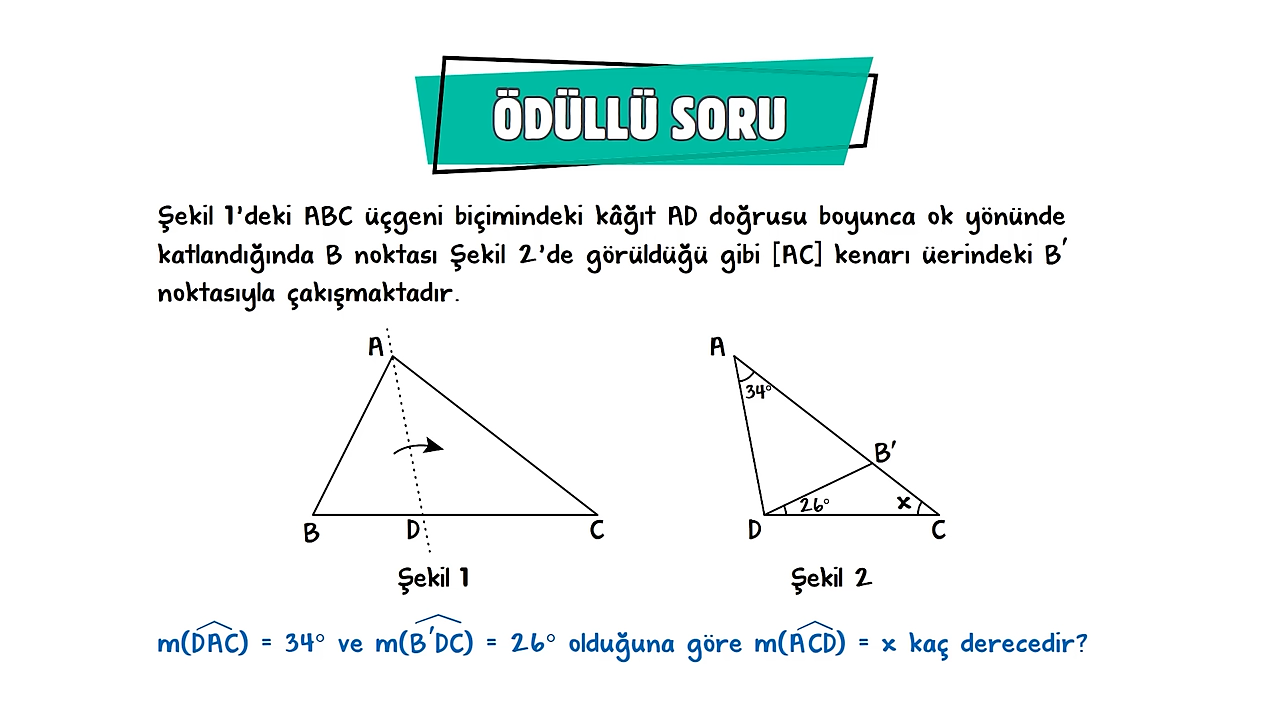 ÖDÜLLÜ SORU
Şekil 1'deki ABC üçgeni biçimindeki kâğıt AD doğrusu boyunca ok yönünde
katlandığında B noktası Şekil 2'de görüldüğü gibi [AC] kenarı üerindeki B'
noktasıyla çakışmaktadır.
A
B
D
C
Şekil 1
A
34°
B'
26°
x
D
C
Şekil 2
m(DAC) = 34° ve m(B'DC) = 26° olduğuna göre m(ACD) = x kaç derecedir?